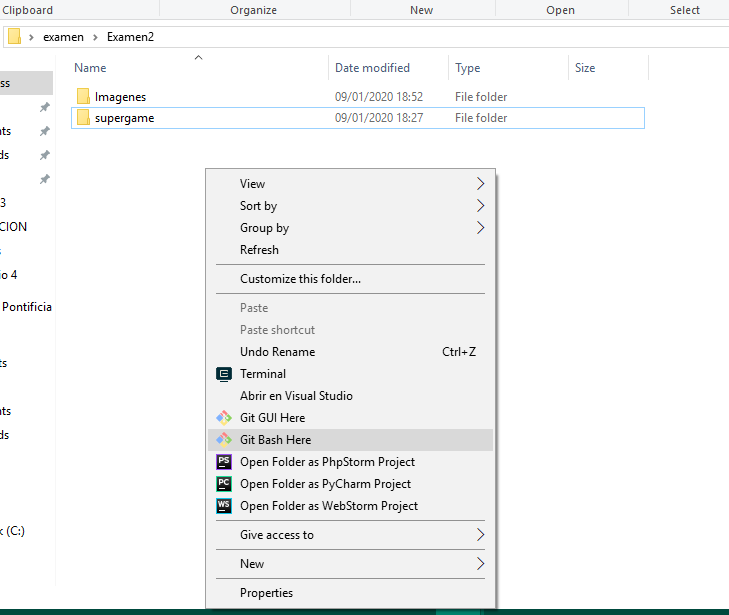 Clipboard Organize New Open Select
examen Examen2
Name Date modified Type Size
Imagenes 09/01/2020 18:52 File folder
supergame 09/01/2020 18:27 File folder
ss
nts
ds
3
CION
io 4
Pontificia
ts
nts
ds
(C:)
View
Sort by
Group by
Refresh
Customize this folder...
Paste
Paste shortcut
Undo Rename Ctrl+Z
Terminal
Abrir en Visual Studio
Git GUI Here
Git Bash Here
PS Open Folder as PhpStorm Project
PC Open Folder as PyCharm Project
WS Open Folder as WebStorm Project
Give access to
New
Properties